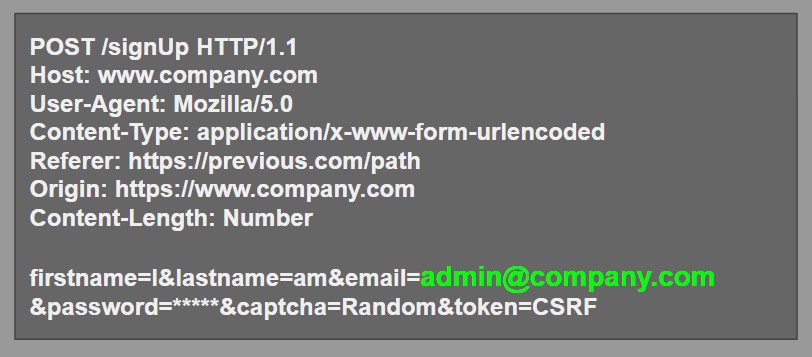 POST /signUp HTTP/1.1
Host: www.company.com
User-Agent: Mozilla/5.0
Content-Type: application/x-www-form-urlencoded
Referer: https://previous.com/path
Origin: https://www.company.com
Content-Length: Number
firstname=I&lastname=am&email=admin@company.com
&password=*****&captcha=Random&token=CSRF